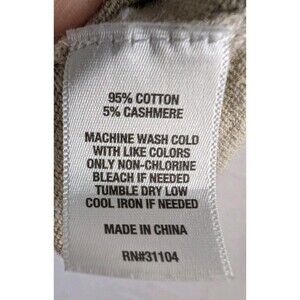 95% COTTON
5% CASHMERE
MACHINE WASH COLD
WITH LIKE COLORS
ONLY NON-CHLORINE
BLEACH IF NEEDED
TUMBLE DRY LOW
COOL IRON IF NEEDED
MADE IN CHINA
RN#31104